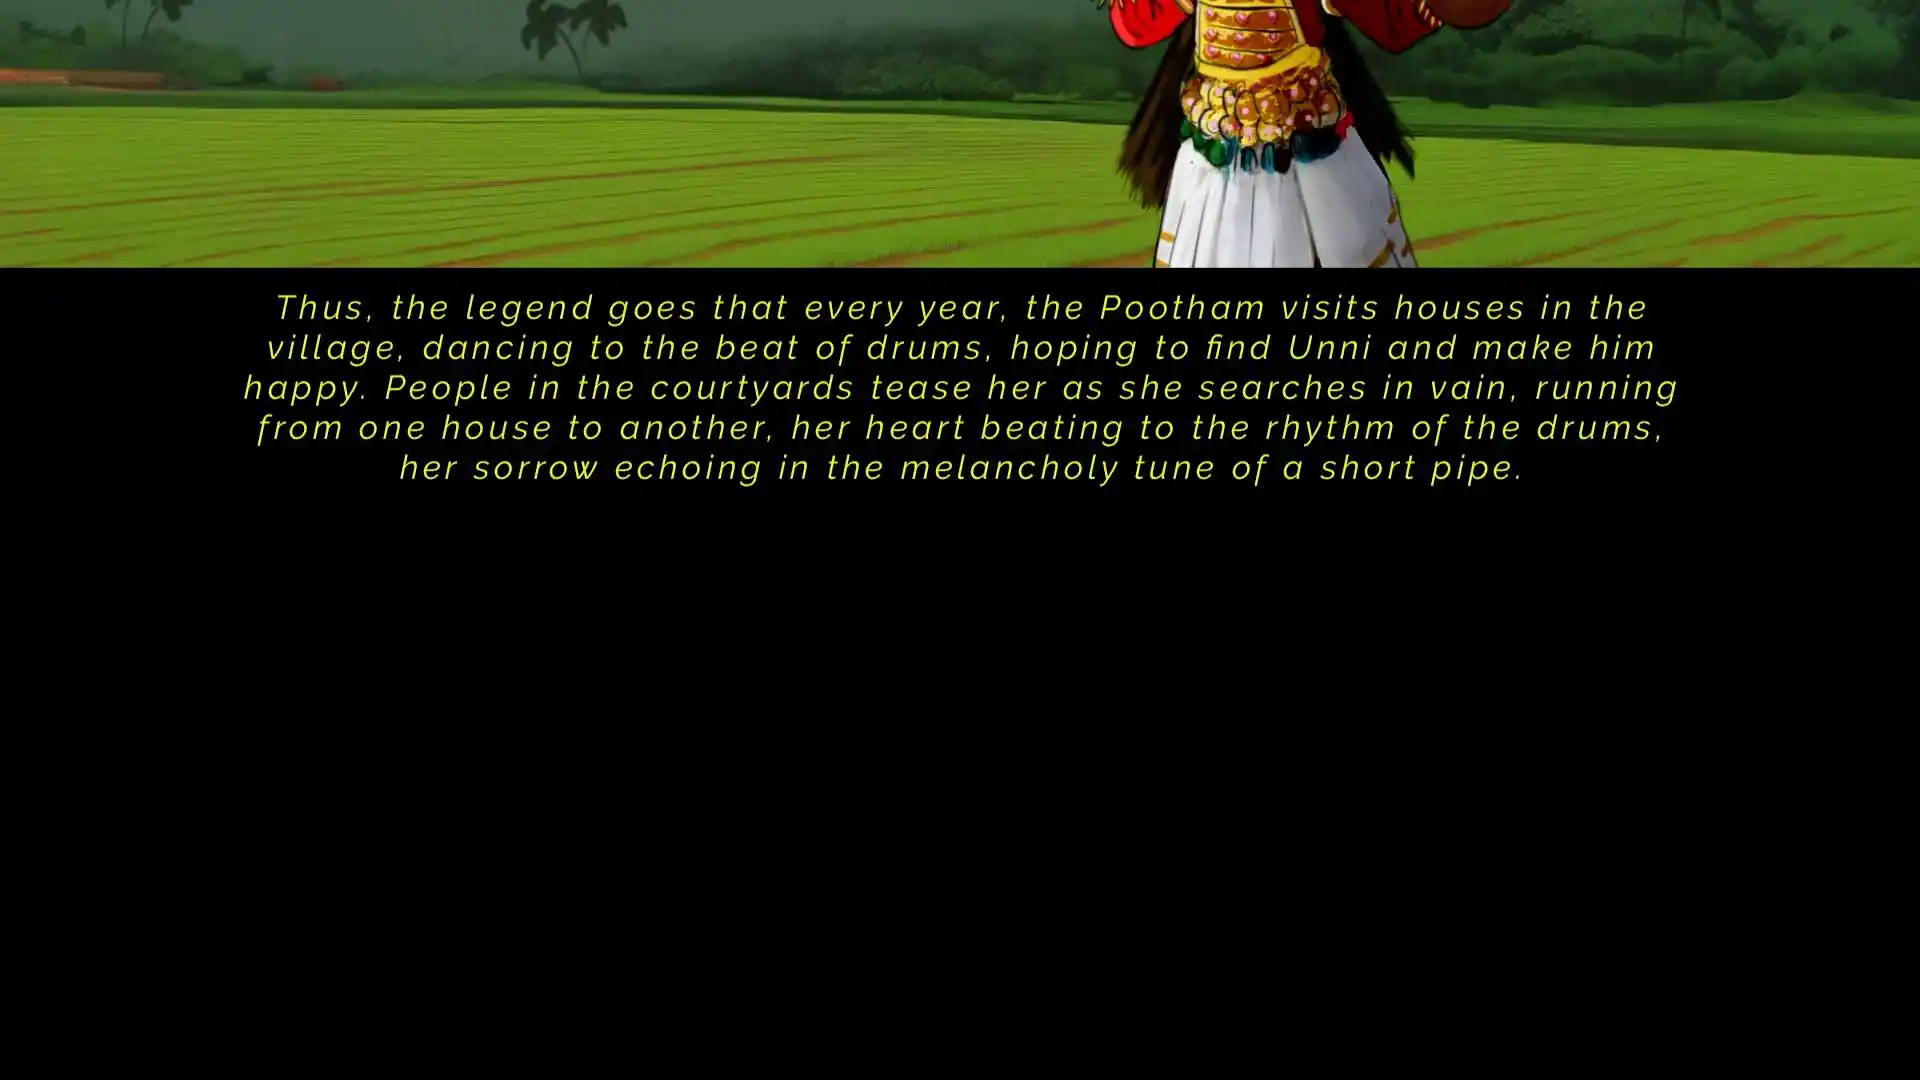 Thus, the legend goes that every year, the Pootham visits houses in the
village, dancing to the beat of drums, hoping to find Unni and make him
happy. People in the courtyards tease her as she searches in vain, running
from one house to another, her heart beating to the rhythm of the drums,
her sorrow echoing in the melancholy tune of a short pipe.